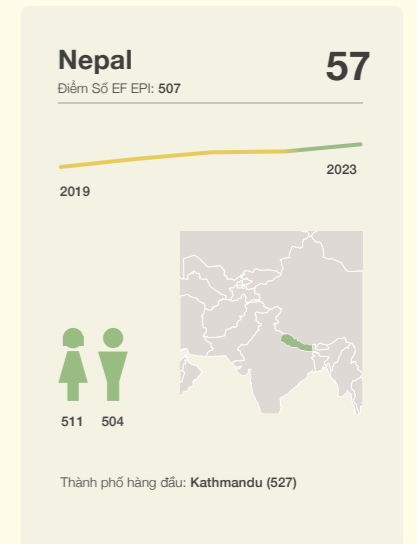 Nepal
57
Điểm Số EF EPI: 507
2023
2019
511 504
Thành phố hàng đầu: Kathmandu (527)